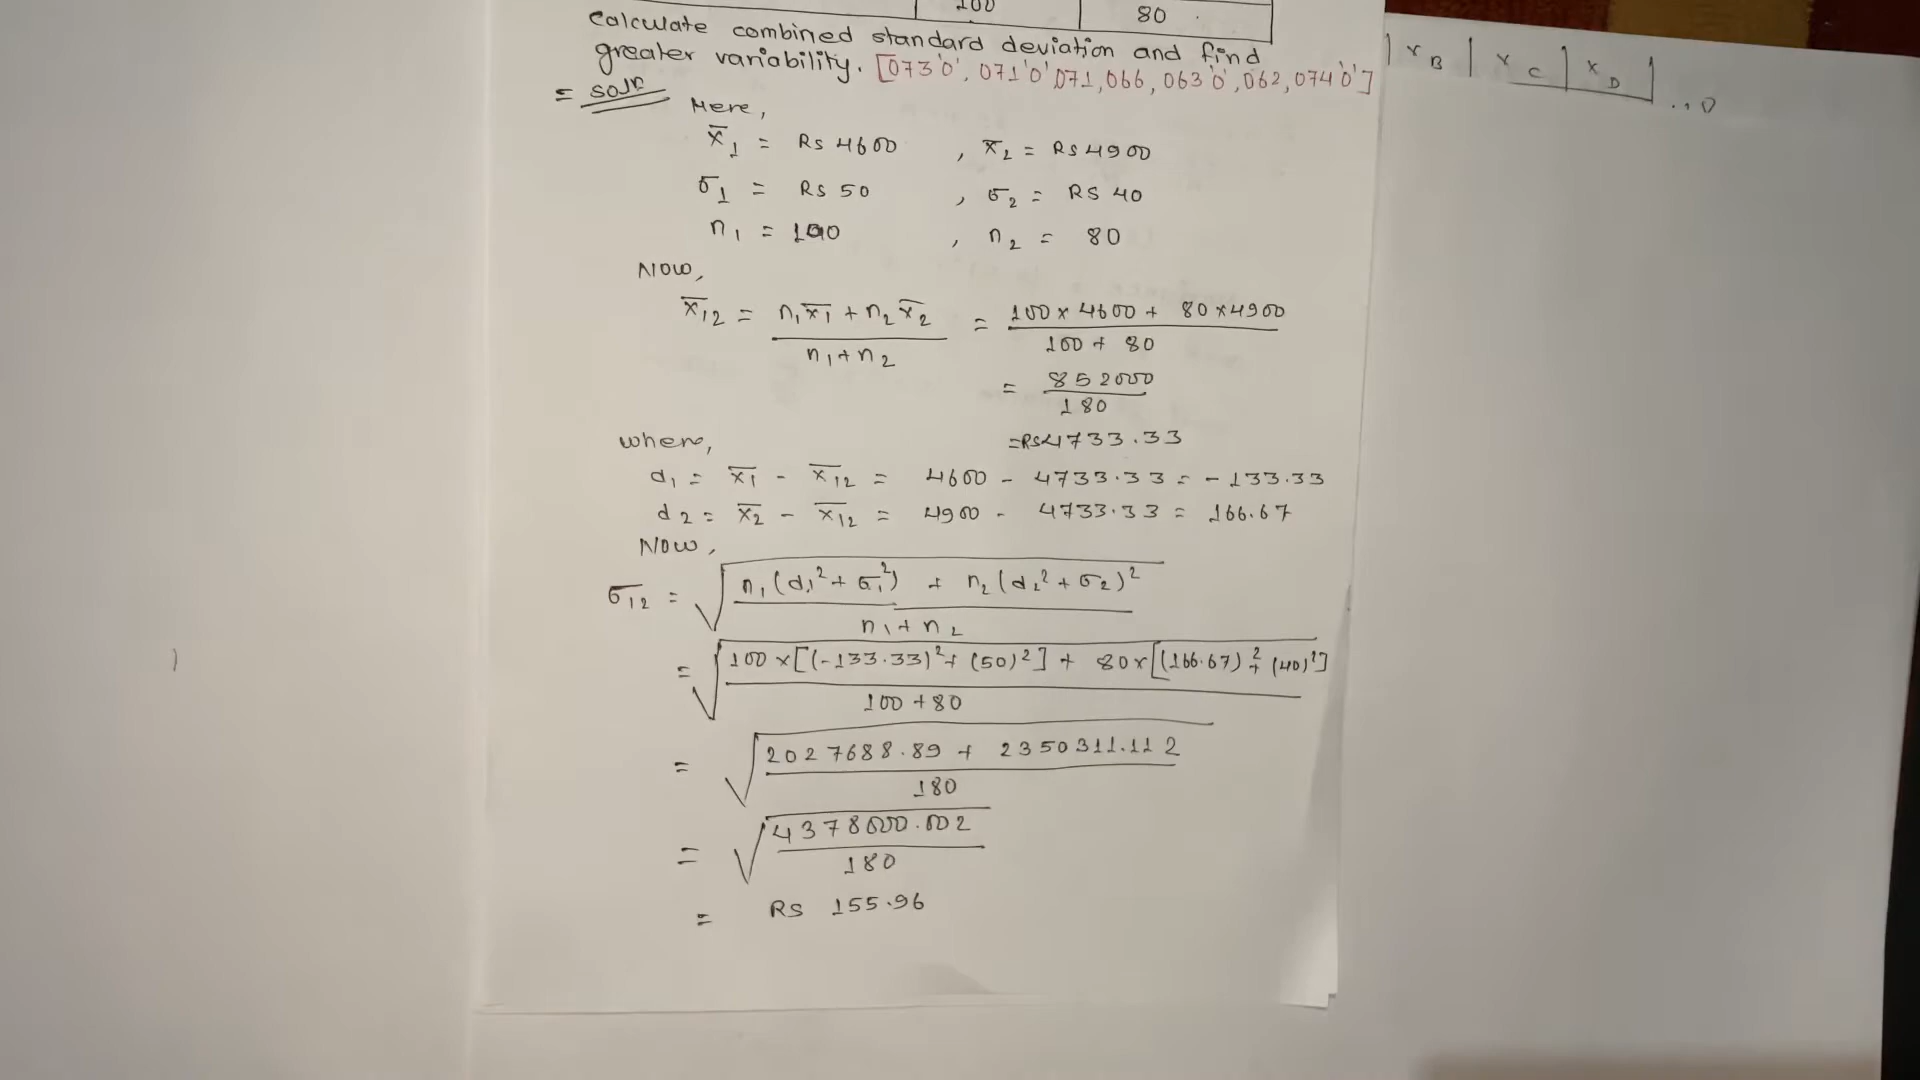 100 80
calculate combined standard deviation and find
greater variability. [073'0', 071'0' 071, 066, 063'0', 062, 074'0']
= soln
Here,
x̄1 = RS 4600 , x̄2 = RS 4900
σ1 = RS 50 , σ2 = RS 40
n1 = 100 , n2 = 80
Now,
x̄12 = n1x̄1 + n2x̄2 / n1+n2 = 100 x 4600 + 80 x 4900 / 100 + 80
= 852000 / 180
= RS 4733.33
where,
d1 = x̄1 - x̄12 = 4600 - 4733.33 = -133.33
d2 = x̄2 - x̄12 = 4900 - 4733.33 = 166.67
Now,
σ12 = √ n1(d1² + σ1²) + n2(d2² + σ2)² / n1+n2
= √ 100 x [(-133.33)² + (50)²] + 80 x [(166.67)² + (40)²] / 100 + 80
= √ 2027688.89 + 2350311.112 / 180
= √ 4378000.002 / 180
= RS 155.96
| xB | xC | xD | ...0